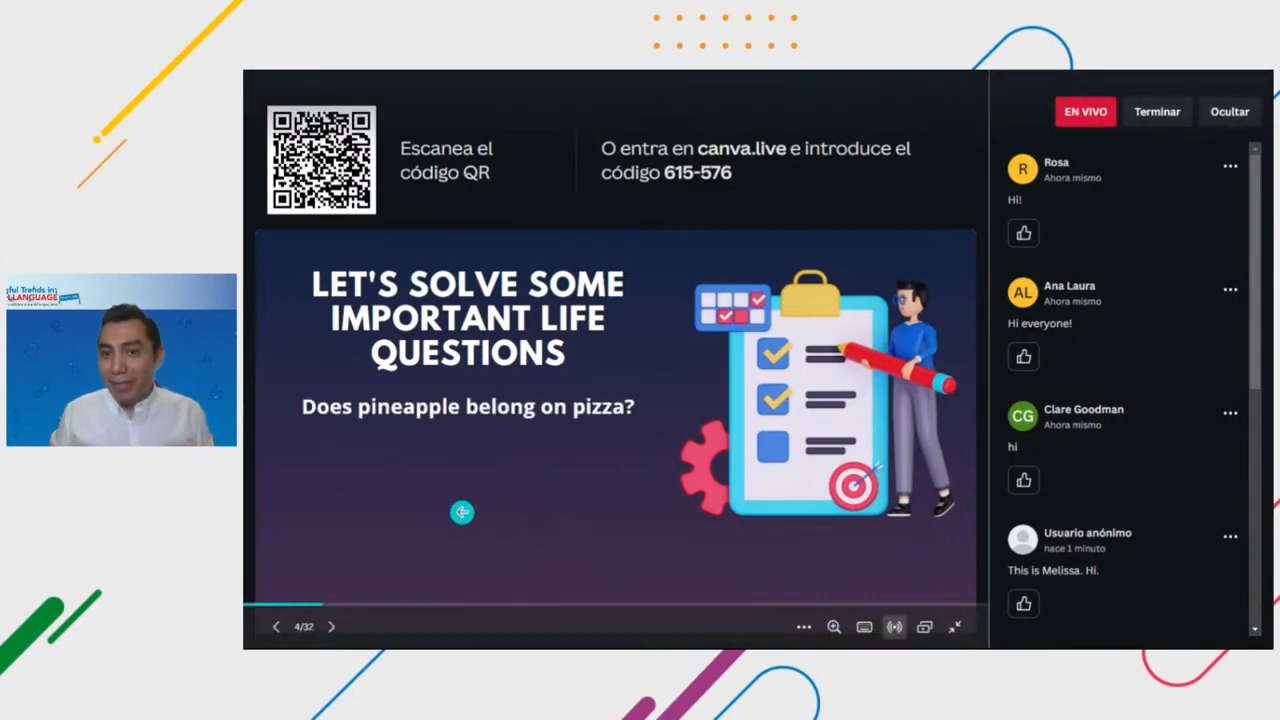 ful Trends in
LANGUAGE
Escanea el
código QR
O entra en canva.live e introduce el
código 615-576
LET'S SOLVE SOME
IMPORTANT LIFE
QUESTIONS
Does pineapple belong on pizza?
4/32
EN VIVO
Terminar
Ocultar
R
Rosa
Ahora mismo
Hi!
AL
Ana Laura
Ahora mismo
Hi everyone!
CG
Clare Goodman
Ahora mismo
hi
Usuario anónimo
hace 1 minuto
This is Melissa. Hi.